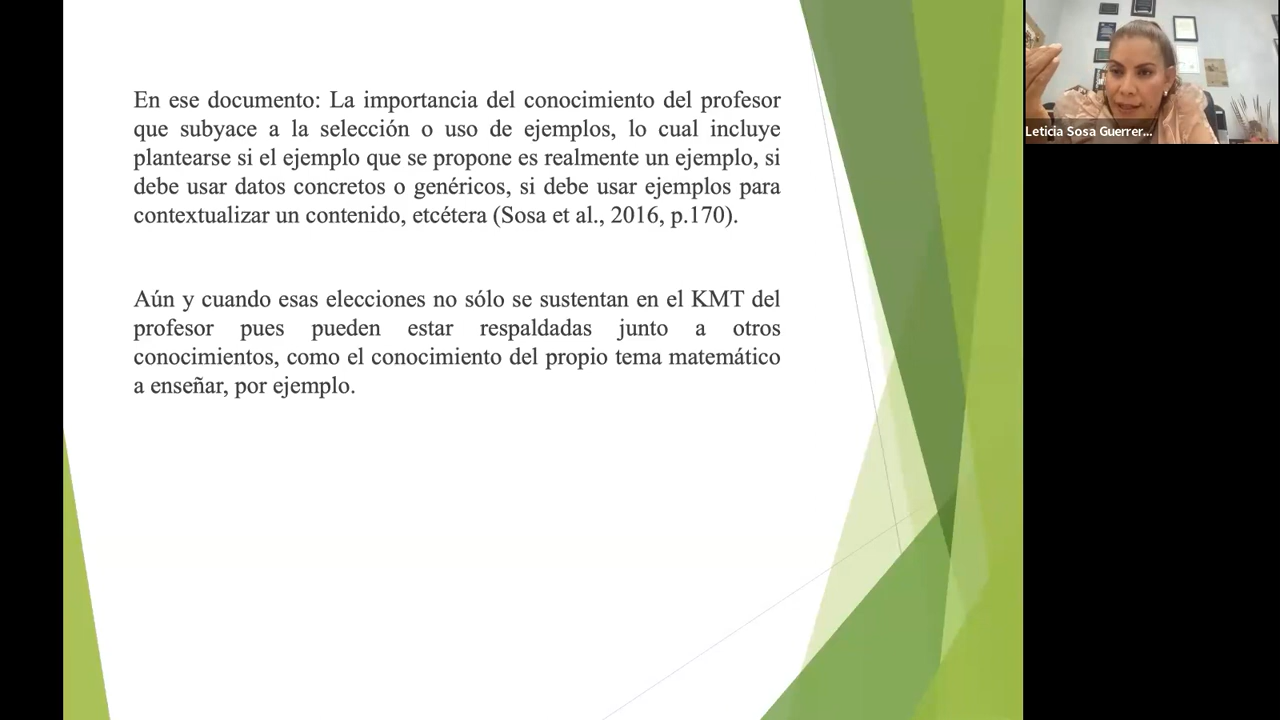 En ese documento: La importancia del conocimiento del profesor
que subyace a la selección o uso de ejemplos, lo cual incluye
plantearse si el ejemplo que se propone es realmente un ejemplo, si
debe usar datos concretos o genéricos, si debe usar ejemplos para
contextualizar un contenido, etcétera (Sosa et al., 2016, p.170).
Aún y cuando esas elecciones no sólo se sustentan en el KMT del
profesor pues pueden estar respaldadas junto a otros
conocimientos, como el conocimiento del propio tema matemático
a enseñar, por ejemplo.
Leticia Sosa Guerrer...